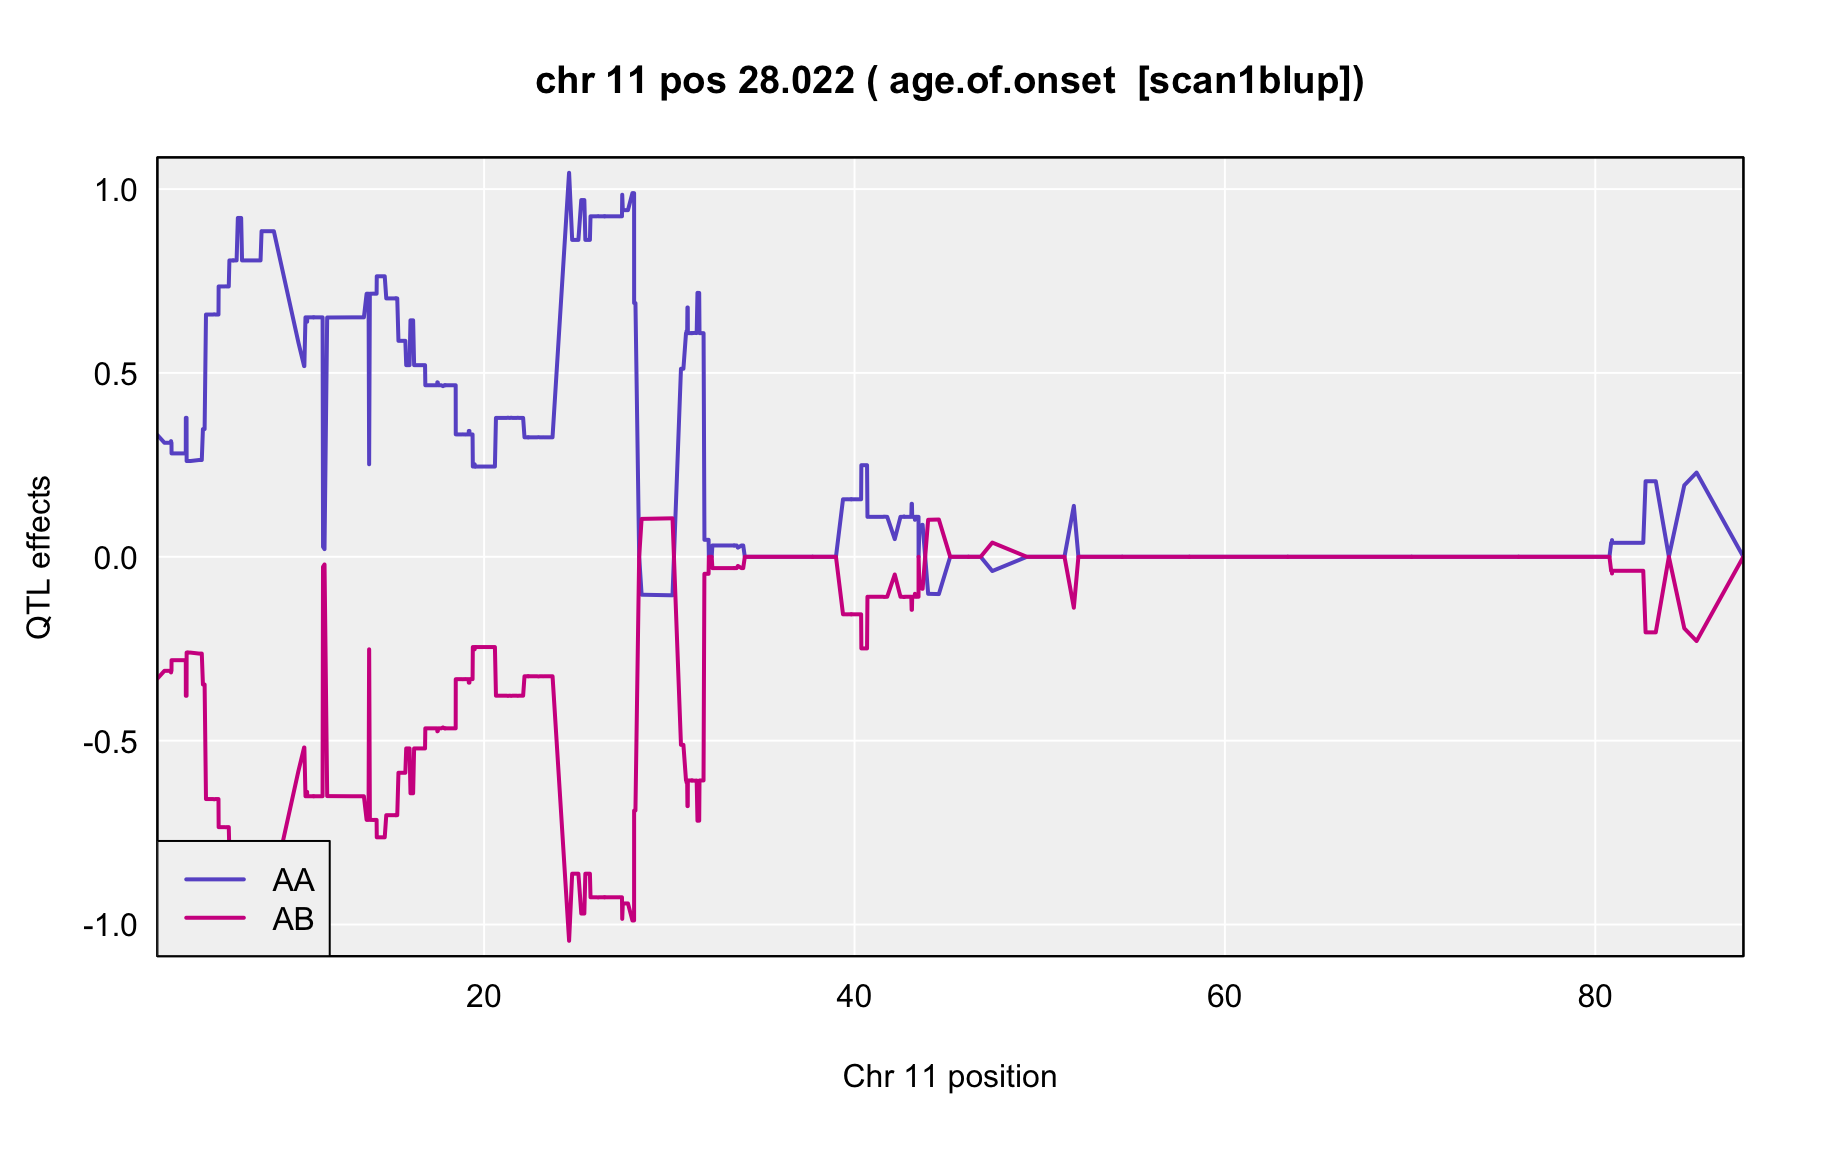 chr 11 pos 28.022 ( age.of.onset  [scan1blup])
QTL effects
1.0
0.5
0.0
-0.5
-1.0
AA
AB
20 40 60 80
Chr 11 position